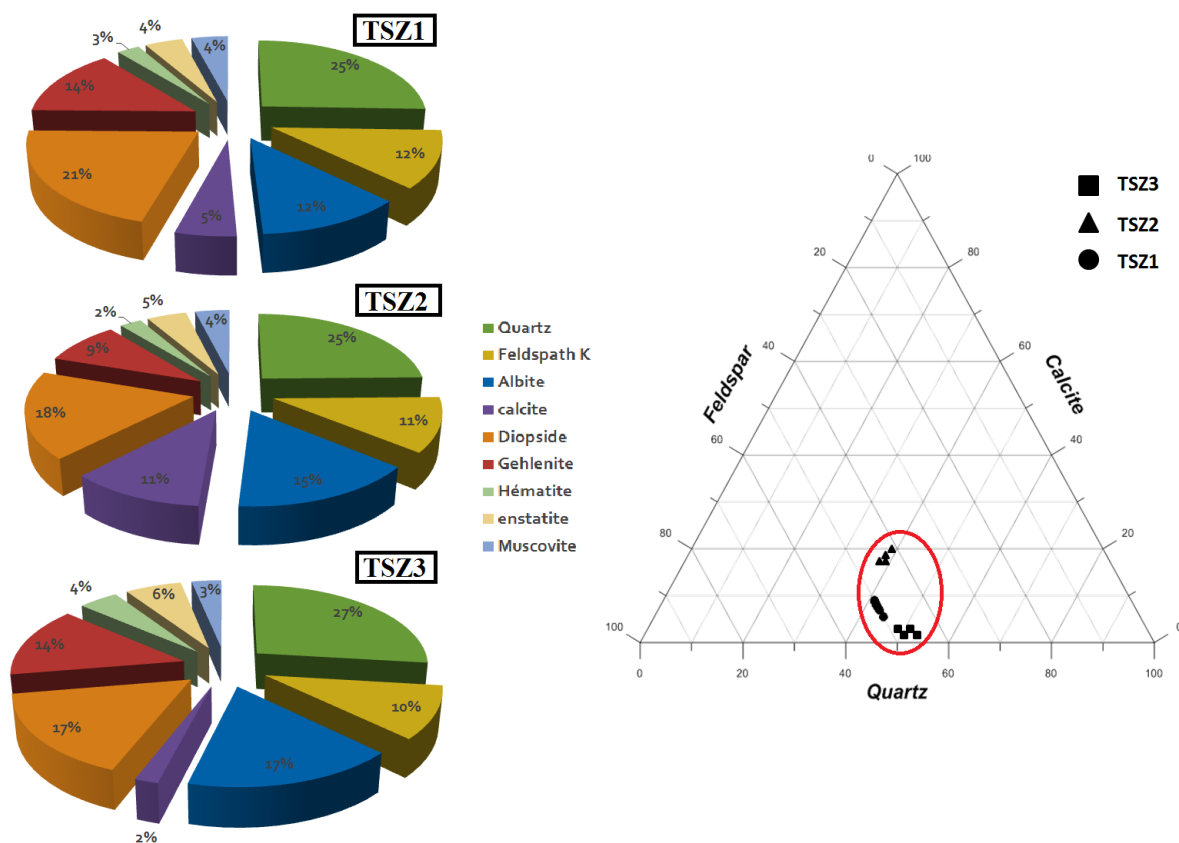 TSZ1
25%
12%
12%
5%
21%
14%
3%
4%
4%
TSZ2
25%
11%
15%
11%
18%
9%
2%
5%
4%
TSZ3
27%
10%
17%
2%
17%
14%
4%
6%
3%
Quartz
Feldspath K
Albite
calcite
Diopside
Gehlenite
Hématite
enstatite
Muscovite
TSZ3
TSZ2
TSZ1
0 100
20 80
40 60
60 40
80 20
100 0
Feldspar
Calcite
0 20 40 60 80 100
Quartz